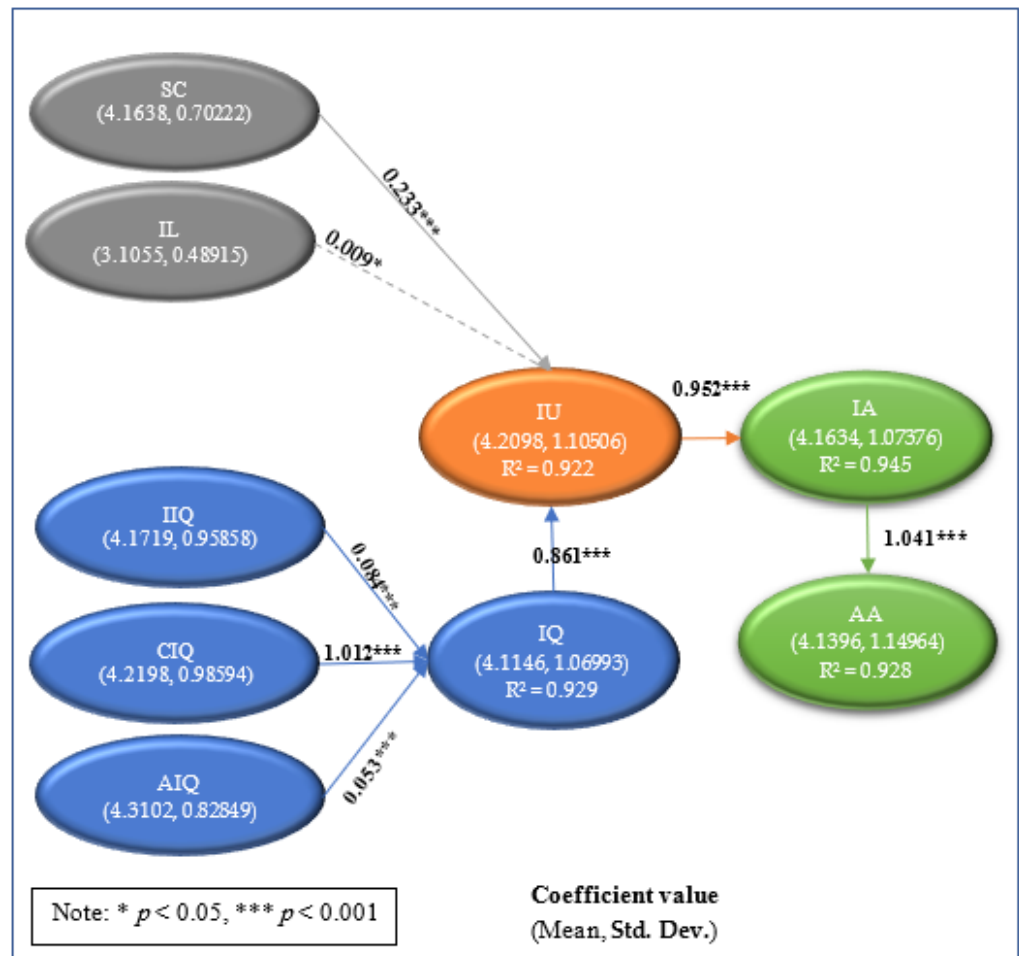 SC
(4.1638, 0.70222)
IL
(3.1055, 0.48915)
0.233***
0.009*
IU
(4.2098, 1.10506)
R² = 0.922
0.952***
IA
(4.1634, 1.07376)
R² = 0.945
IIQ
(4.1719, 0.95858)
0.084***
0.861***
1.041***
CIQ
(4.2198, 0.98594)
1.012***
IQ
(4.1146, 1.06993)
R² = 0.929
AA
(4.1396, 1.14964)
R² = 0.928
AIQ
(4.3102, 0.82849)
0.053***
Note: * p < 0.05, *** p < 0.001
Coefficient value
(Mean, Std. Dev.)